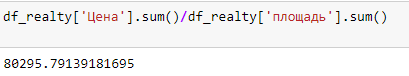 df_realty['Цена'].sum()/df_realty['площадь'].sum()
80295.79139181695